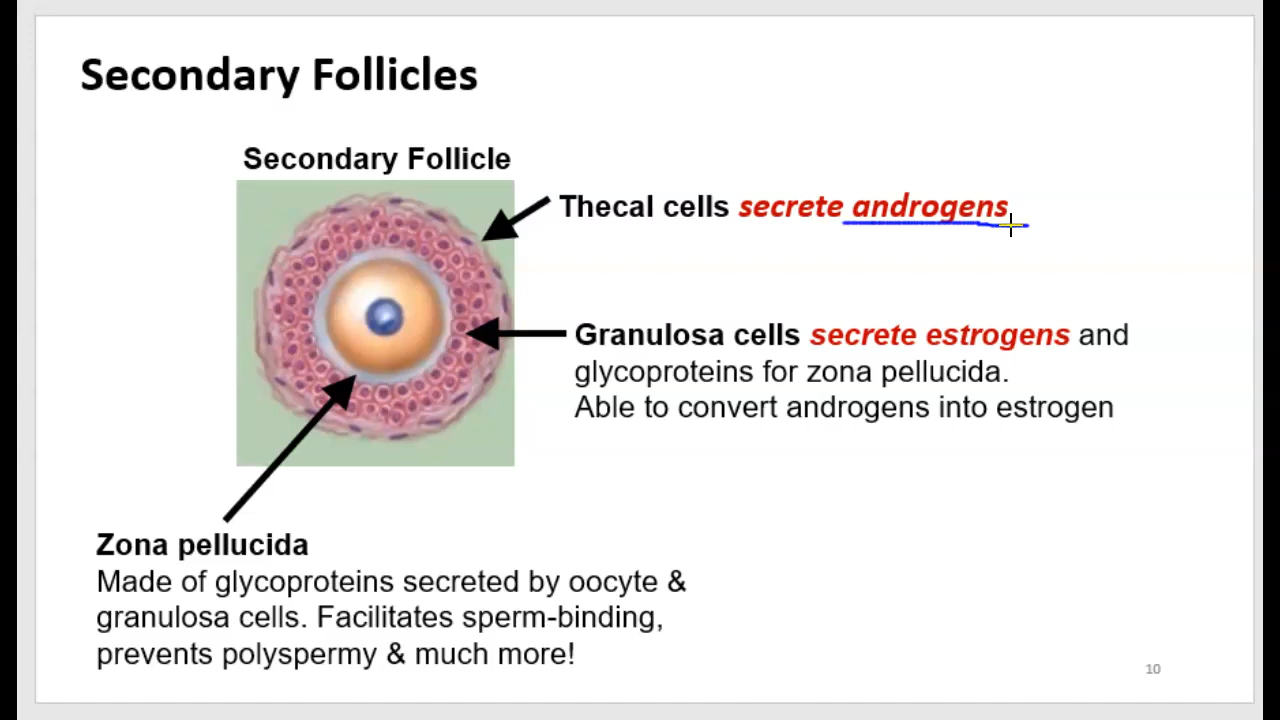 Secondary Follicles
Secondary Follicle
Thecal cells secrete androgens
Granulosa cells secrete estrogens and
glycoproteins for zona pellucida.
Able to convert androgens into estrogen
Zona pellucida
Made of glycoproteins secreted by oocyte &
granulosa cells. Facilitates sperm-binding,
prevents polyspermy & much more!
10